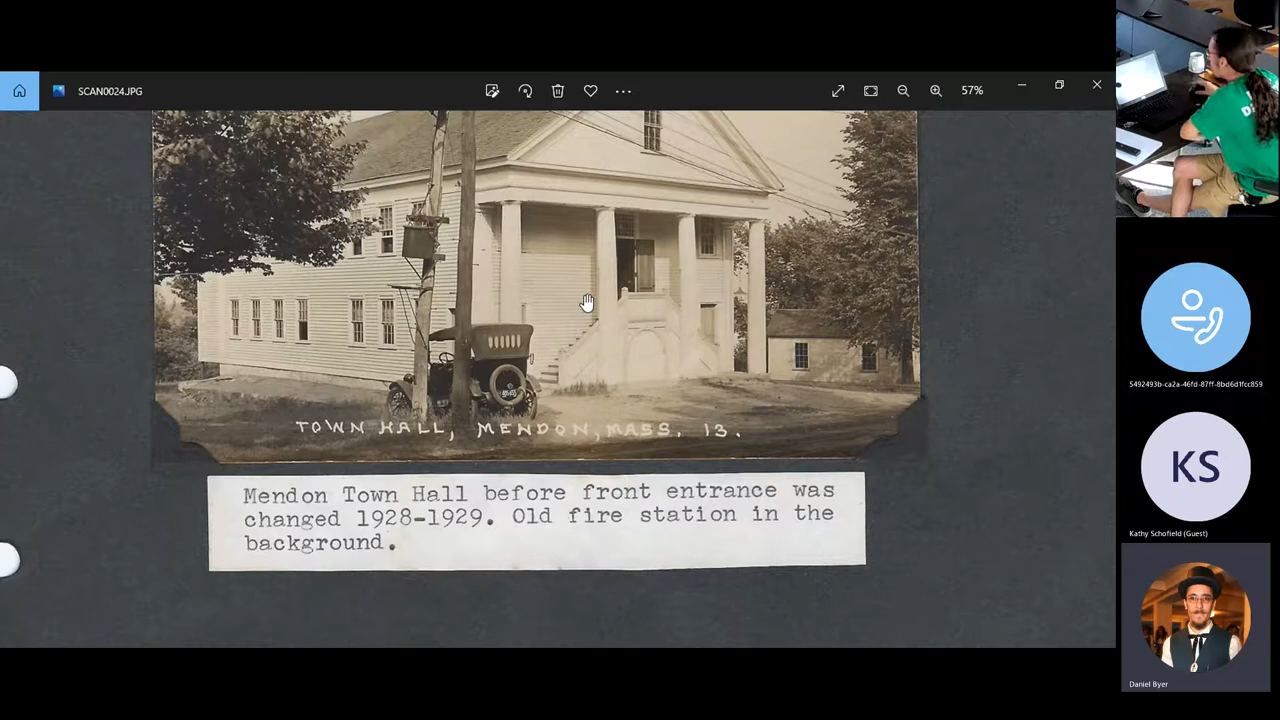 SCAN0024.JPG
57%
TOWN HALL, MENDON, MASS. 13.
Mendon Town Hall before front entrance was
changed 1928-1929. Old fire station in the
background.
5492493b-ca2a-46fd-87ff-8bd6d1fcc859
KS
Kathy Schofield (Guest)
Daniel Byer